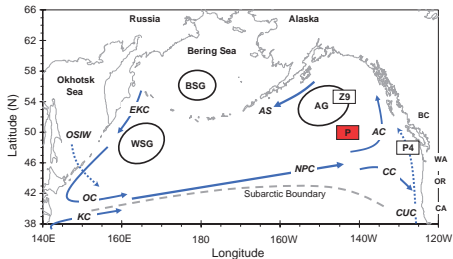 Russia
Alaska
Bering Sea
Okhotsk
Sea
BSG
Z9
AG
AS
EKC
P
AC
BC
OSIW
WSG
P4
WA
NPC
CC
OR
OC
Subarctic Boundary
KC
CUC
CA
66
62
58
54
50
46
42
38
Latitude (N)
140E
160E
180
160W
140W
120W
Longitude